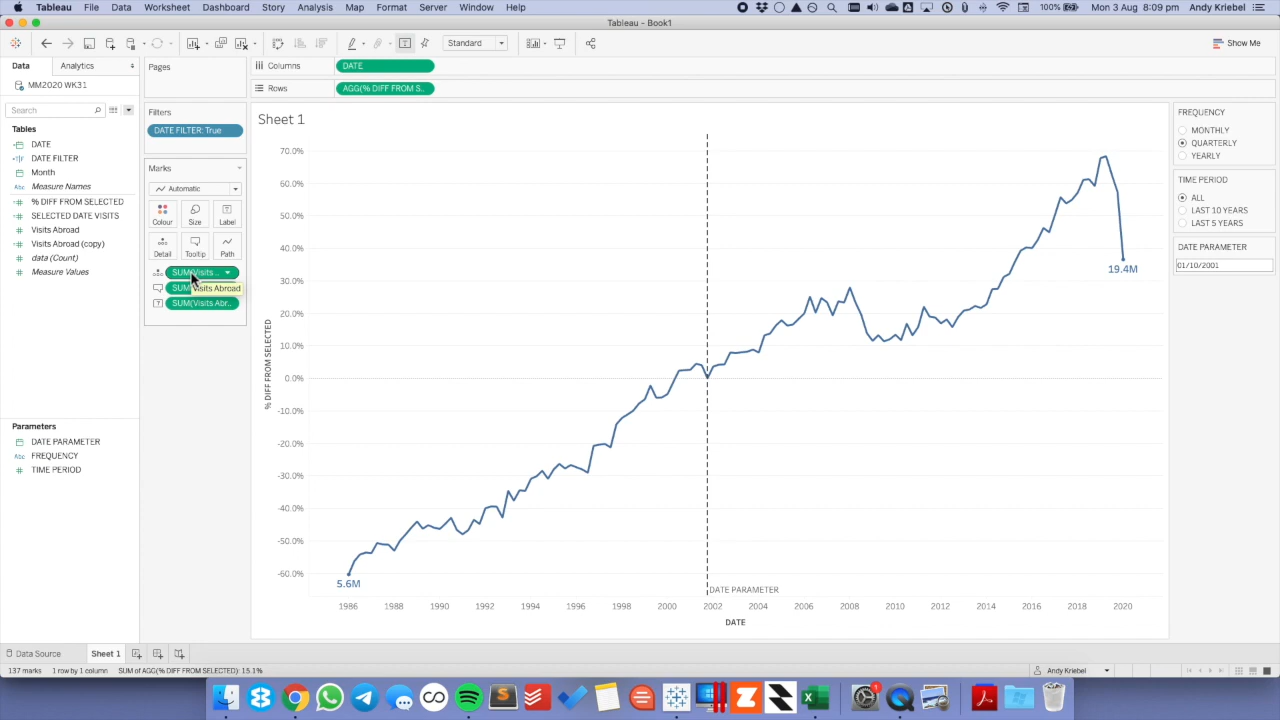 Tableau File Data Worksheet Dashboard Story Analysis Map Format Server Window Help 100% Mon 3 Aug 8:09 pm Andy Kriebel
Tableau - Book1
Standard
Show Me
Data Analytics
MM2020 WK31
Search
Tables
DATE
DATE FILTER
Month
Measure Names
% DIFF FROM SELECTED
SELECTED DATE VISITS
Visits Abroad
Visits Abroad (copy)
data (Count)
Measure Values
Parameters
DATE PARAMETER
FREQUENCY
TIME PERIOD
Pages
Filters
DATE FILTER: True
Marks
Automatic
Colour Size Label
Detail Tooltip Path
SUM(Visits...
SUM(
Visits Abroad
SUM(Visits Abr..
Columns DATE
Rows AGG(% DIFF FROM S..
Sheet 1
70.0%
60.0%
50.0%
40.0%
30.0%
20.0%
10.0%
0.0%
-10.0%
-20.0%
-30.0%
-40.0%
-50.0%
-60.0%
% DIFF FROM SELECTED
19.4M
5.6M
DATE PARAMETER
1986 1988 1990 1992 1994 1996 1998 2000 2002 2004 2006 2008 2010 2012 2014 2016 2018 2020
DATE
FREQUENCY
MONTHLY
QUARTERLY
YEARLY
TIME PERIOD
ALL
LAST 10 YEARS
LAST 5 YEARS
DATE PARAMETER
01/10/2001
Data Source Sheet 1
137 marks 1 row by 1 column SUM of AGG(% DIFF FROM SELECTED): 15.1% Andy Kriebel